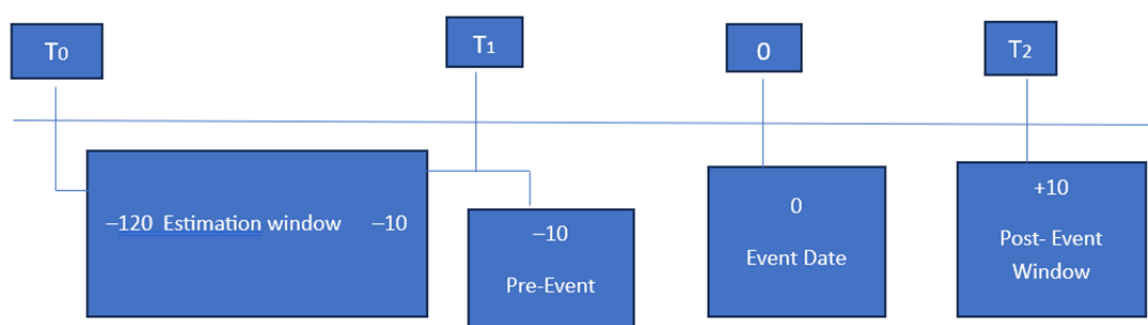 T0
T1
0
T2
–120 Estimation window –10
–10
Pre-Event
0
Event Date
+10
Post- Event
Window